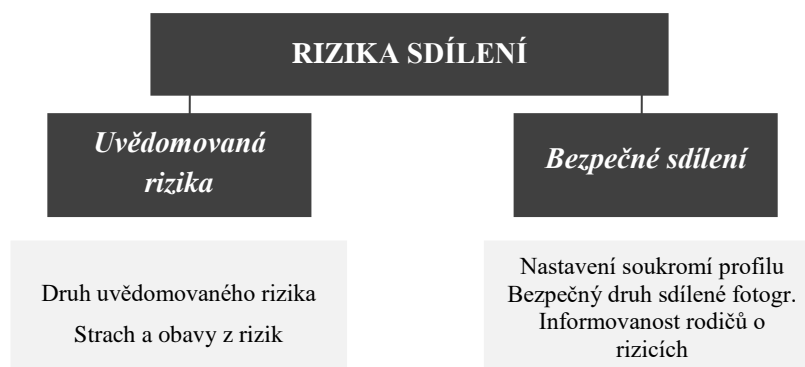 RIZIKA SDÍLENÍ
Uvědomovaná
rizika
Bezpečné sdílení
Druh uvědomovaného rizika
Strach a obavy z rizik
Nastavení soukromí profilu
Bezpečný druh sdílené fotogr.
Informovanost rodičů o
rizicích